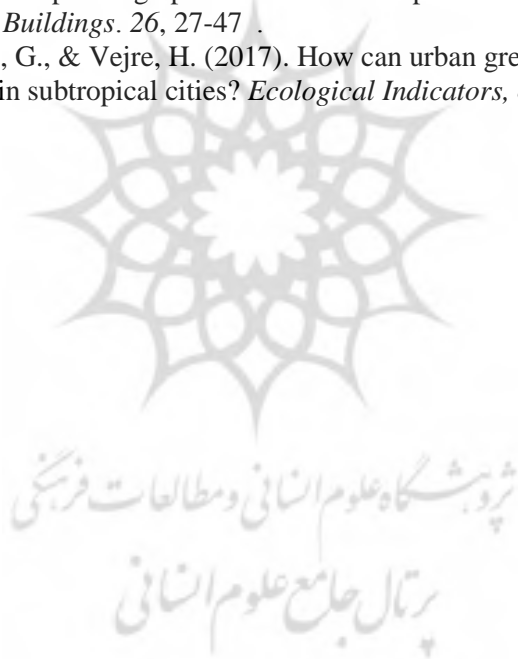 Buildings. 26, 27-47 .
, G., & Vejre, H. (2017). How can urban gre
in subtropical cities? Ecological Indicators,
پژوهشگاه علوم انسانی و مطالعات فرهنگی
پرتال جامع علوم انسانی